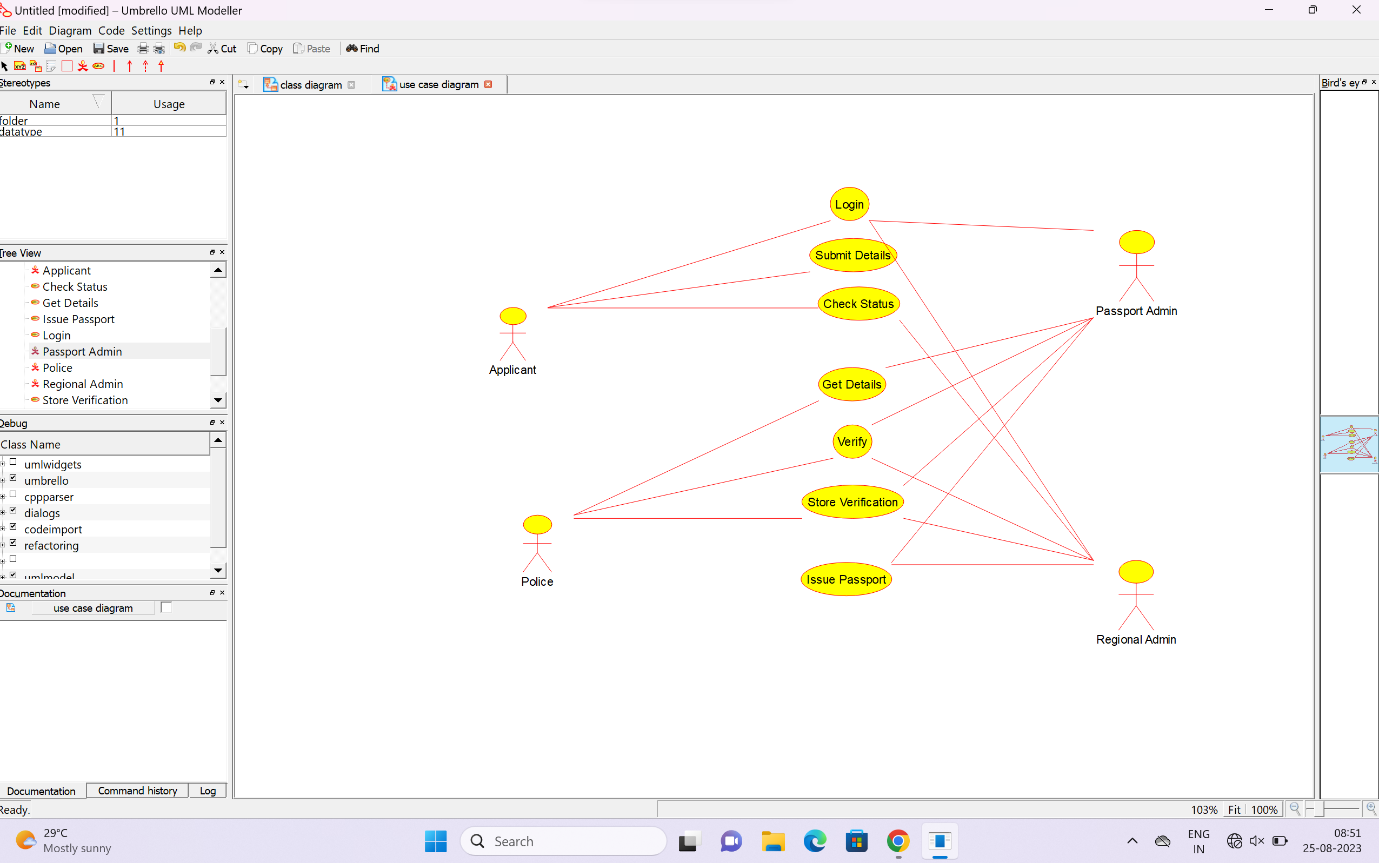 Untitled [modified] – Umbrello UML Modeller
File Edit Diagram Code Settings Help
New Open Save Cut Copy Paste Find
Stereotypes
class diagram use case diagram
Bird's ey
Name Usage
folder 1
datatype 11
Tree View
Applicant
Check Status
Get Details
Issue Passport
Login
Passport Admin
Police
Regional Admin
Store Verification
Debug
Class Name
umlwidgets
umbrello
cppparser
dialogs
codeimport
refactoring
umlmodel
Documentation
use case diagram
Documentation Command history Log
Login
Submit Details
Check Status
Passport Admin
Applicant
Get Details
Verify
Store Verification
Police
Issue Passport
Regional Admin
Ready.
103% Fit 100%
29°C
Mostly sunny
Search
ENG
IN
08:51
25-08-2023